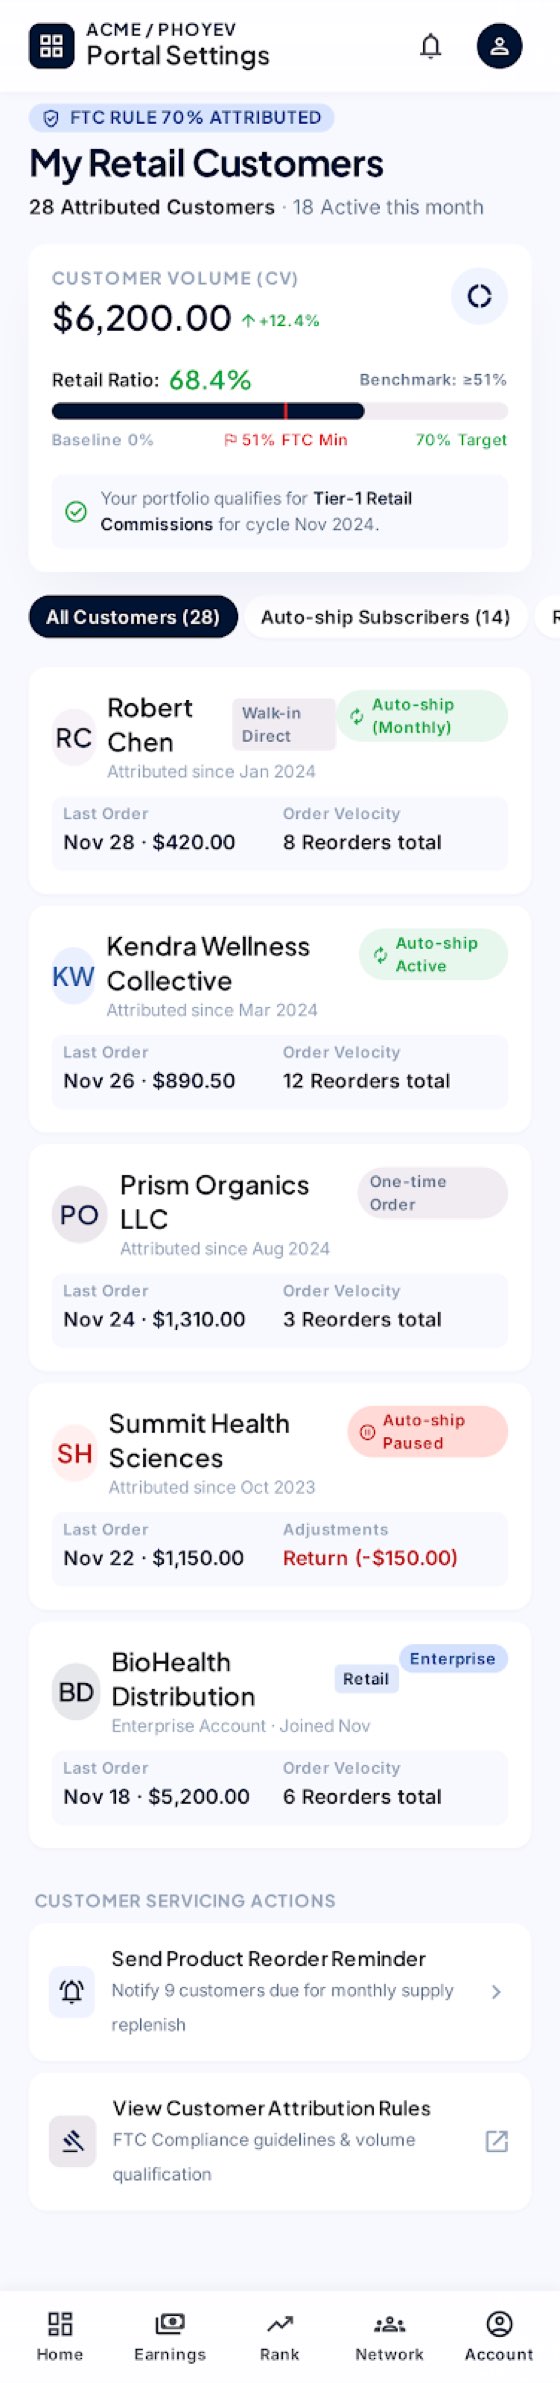 ACME / PHOYEV
Portal Settings
FTC RULE 70% ATTRIBUTED
My Retail Customers
28 Attributed Customers · 18 Active this month
CUSTOMER VOLUME (CV)
$6,200.00 ↑ +12.4%
Retail Ratio: 68.4% Benchmark: ≥51%
Baseline 0% 51% FTC Min 70% Target
Your portfolio qualifies for Tier-1 Retail
Commissions for cycle Nov 2024.
All Customers (28) Auto-ship Subscribers (14) R
RC
Robert
Chen
Walk-in
Direct
Auto-ship
(Monthly)
Attributed since Jan 2024
Last Order Order Velocity
Nov 28 · $420.00 8 Reorders total
KW
Kendra Wellness
Collective
Auto-ship
Active
Attributed since Mar 2024
Last Order Order Velocity
Nov 26 · $890.50 12 Reorders total
PO
Prism Organics
LLC
One-time
Order
Attributed since Aug 2024
Last Order Order Velocity
Nov 24 · $1,310.00 3 Reorders total
SH
Summit Health
Sciences
Auto-ship
Paused
Attributed since Oct 2023
Last Order Adjustments
Nov 22 · $1,150.00 Return (-$150.00)
BD
BioHealth
Distribution
Retail
Enterprise
Enterprise Account · Joined Nov
Last Order Order Velocity
Nov 18 · $5,200.00 6 Reorders total
CUSTOMER SERVICING ACTIONS
Send Product Reorder Reminder
Notify 9 customers due for monthly supply
replenish
View Customer Attribution Rules
FTC Compliance guidelines & volume
qualification
Home Earnings Rank Network Account